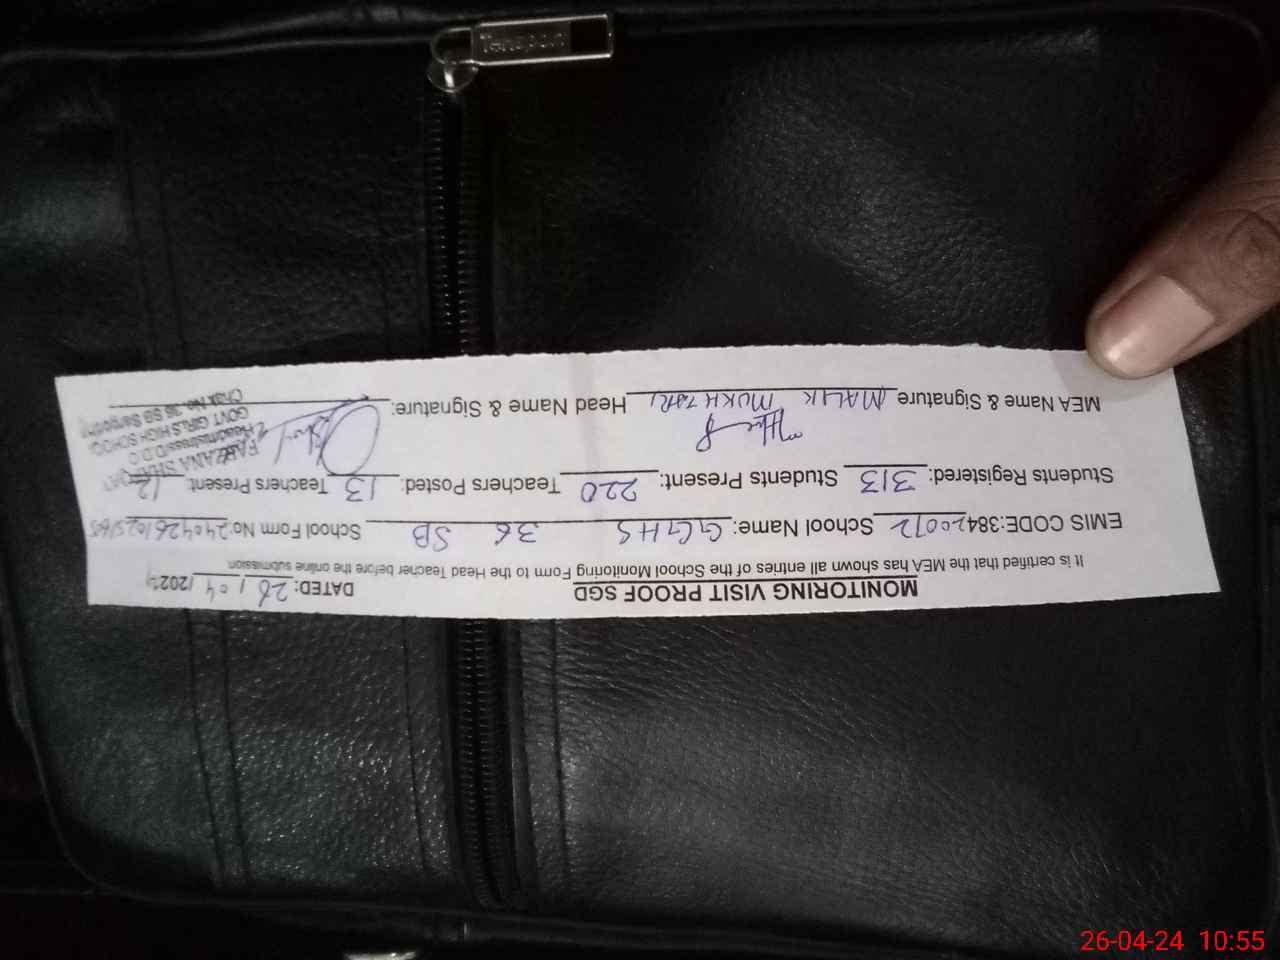 MONITORING VISIT PROOF SGD DATED: 26/04/2024
It is certified that the MEA has shown all entries of the School Monitoring Form to the Head Teacher before the online submission
EMIS CODE:38420072 School Name: GGHS 36 SB School Form No:
Students Registered: 313 Students Present: 220 Teachers Posted: 13 Teachers Present: 12
MEA Name & Signature MALIK MUKHTAR Head Name & Signature:
Headmistress/D.D.O
GOVT GIRLS HIGH SCHOOL
Chak No. 36 SB Sargodha
26-04-24 10:55